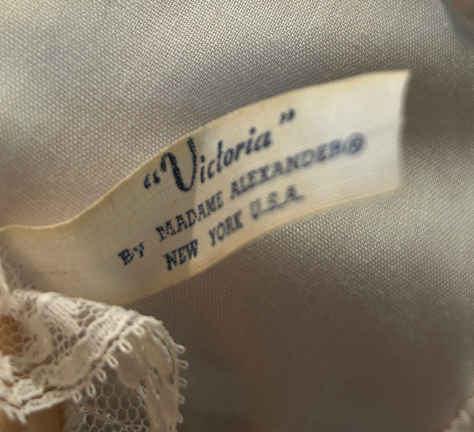 "Victoria"
BY MADAME ALEXANDER®
NEW YORK U.S.A.